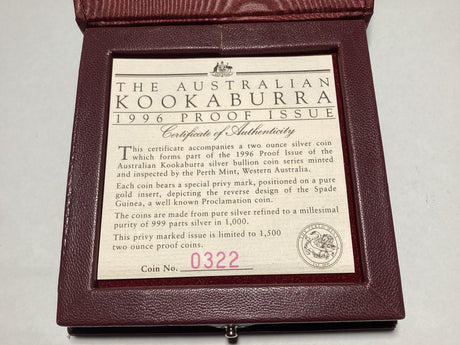 THE AUSTRALIAN
KOOKABURRA
1996 PROOF ISSUE
Certificate of Authenticity
This certificate accompanies a two ounce silver coin
which forms part of the 1996 Proof Issue of the
Australian Kookaburra silver bullion coin series minted
and inspected by the Perth Mint, Western Australia.
Each coin bears a special privy mark, positioned on a pure
gold insert, depicting the reverse design of the Spade
Guinea, a well known Proclamation coin.
The coins are made from pure silver refined to a millesimal
purity of 999 parts silver in 1,000.
This privy marked issue is limited to 1,500
two ounce proof coins.
Coin No. 0322